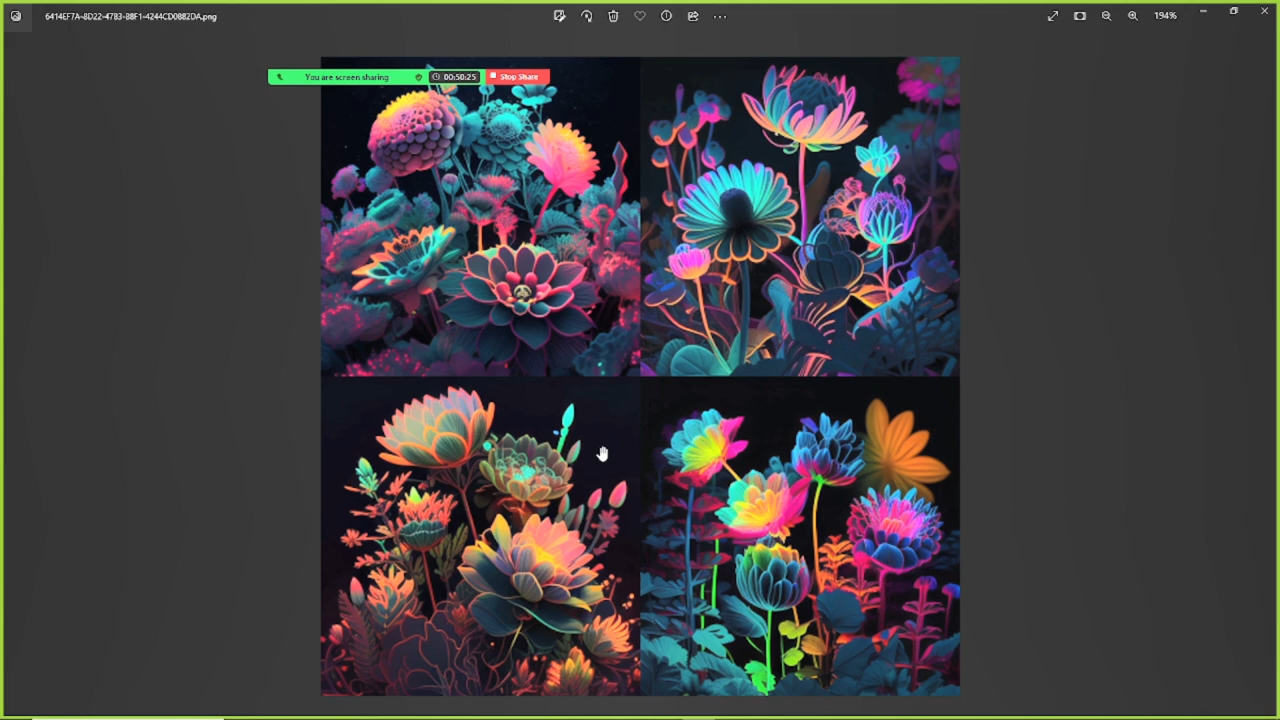 6414EF7A-8D22-4783-88F1-4244CD0882DA.png
194%
You are screen sharing
00:50:25
Stop Share